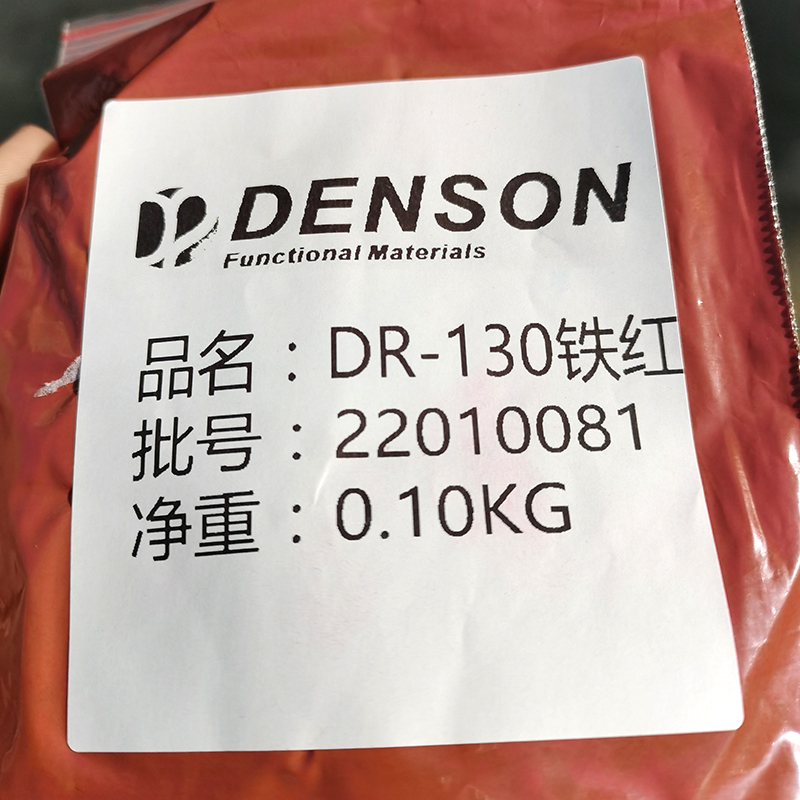 DENSON
Functional Materials
品名：DR-130铁红
批号：22010081
净重：0.10KG